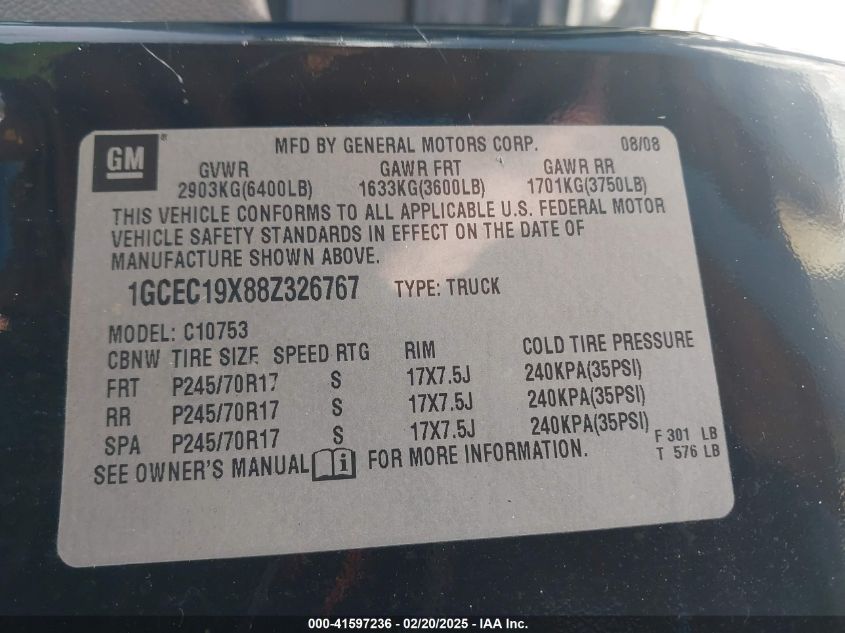 GM ® MFD BY GENERAL MOTORS CORP. 08/08
GVWR GAWR FRT GAWR RR
2903KG(6400LB) 1633KG(3600LB) 1701KG(3750LB)
THIS VEHICLE CONFORMS TO ALL APPLICABLE U.S. FEDERAL MOTOR
VEHICLE SAFETY STANDARDS IN EFFECT ON THE DATE OF
MANUFACTURE SHOWN ABOVE.
1GCEC19X88Z326767 TYPE: TRUCK
MODEL: C10753
CBNW TIRE SIZE SPEED RTG RIM COLD TIRE PRESSURE
FRT P245/70R17 S 17X7.5J 240KPA(35PSI)
RR P245/70R17 S 17X7.5J 240KPA(35PSI)
SPA P245/70R17 S 17X7.5J 240KPA(35PSI) F 301 LB
T 576 LB
SEE OWNER'S MANUAL i FOR MORE INFORMATION.
000-41597236 - 02/20/2025 - IAA Inc.